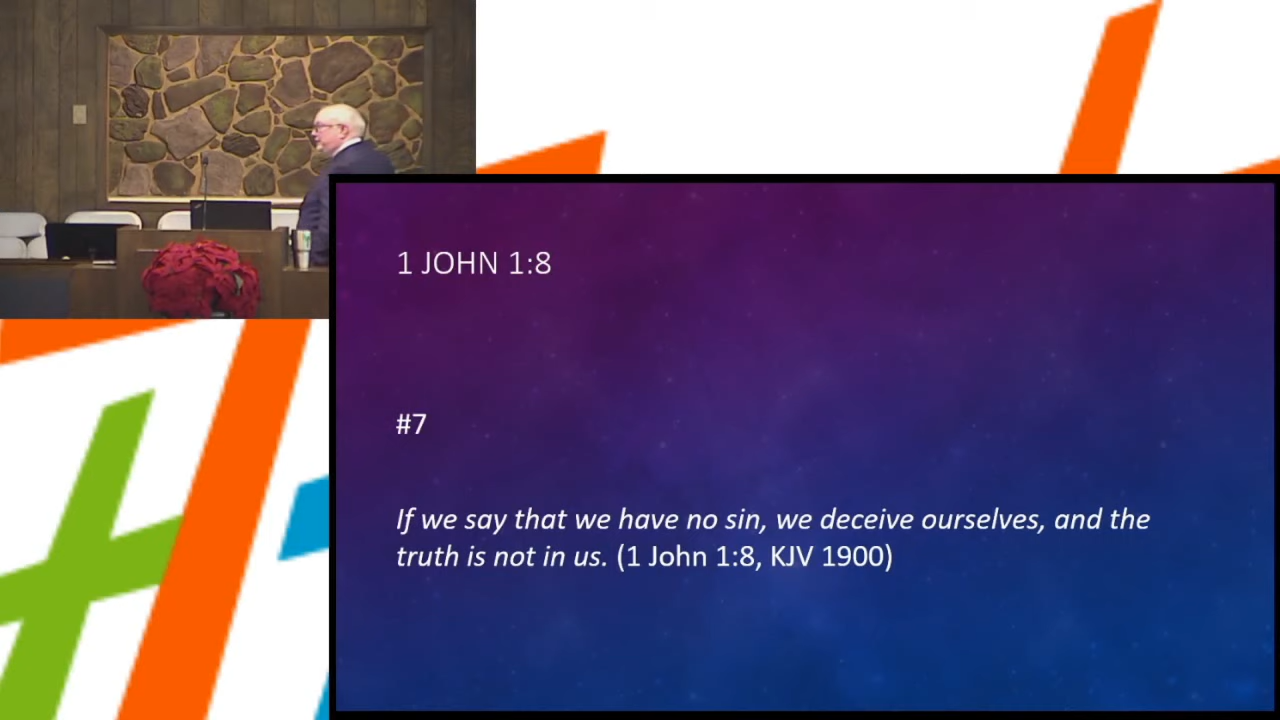 1 JOHN 1:8
#7
If we say that we have no sin, we deceive ourselves, and the
truth is not in us. (1 John 1:8, KJV 1900)